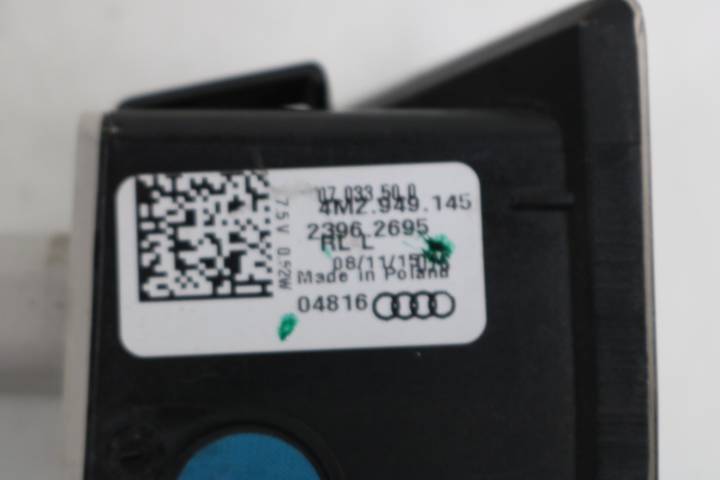 07 033 50 0
4M2.949.145
2396 2695
RL L
08/11/15
Made in Poland
04816
7.5V 0.52W